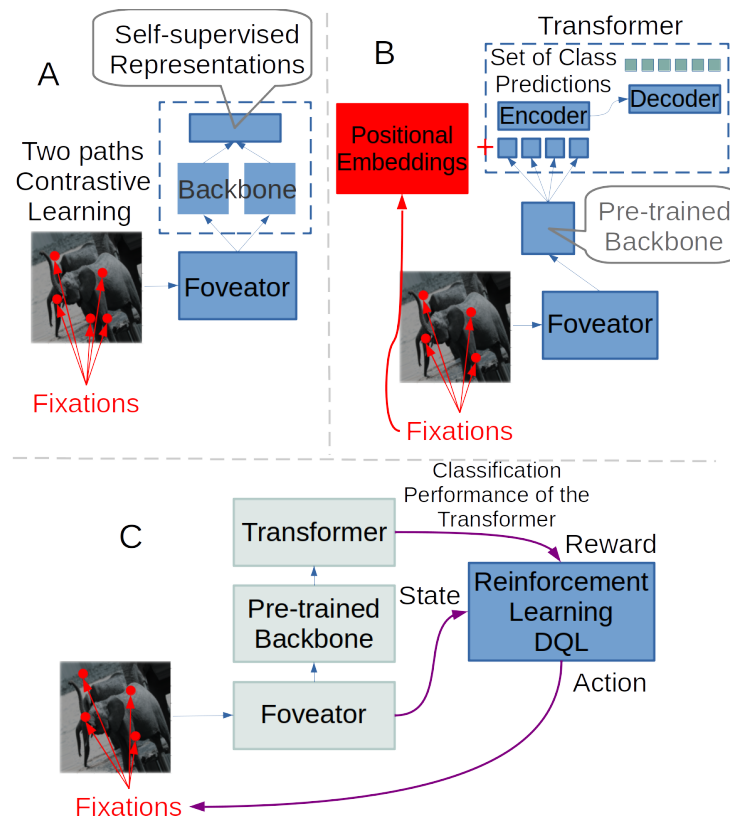 A
Self-supervised
Representations
Two paths
Contrastive
Learning
Backbone
Foveator
Fixations
B
Transformer
Set of Class
Predictions
Encoder
Decoder
Positional
Embeddings
+
Pre-trained
Backbone
Foveator
Fixations
C
Classification
Performance of the
Transformer
Transformer
Reward
Pre-trained
Backbone
State
Reinforcement
Learning
DQL
Foveator
Action
Fixations